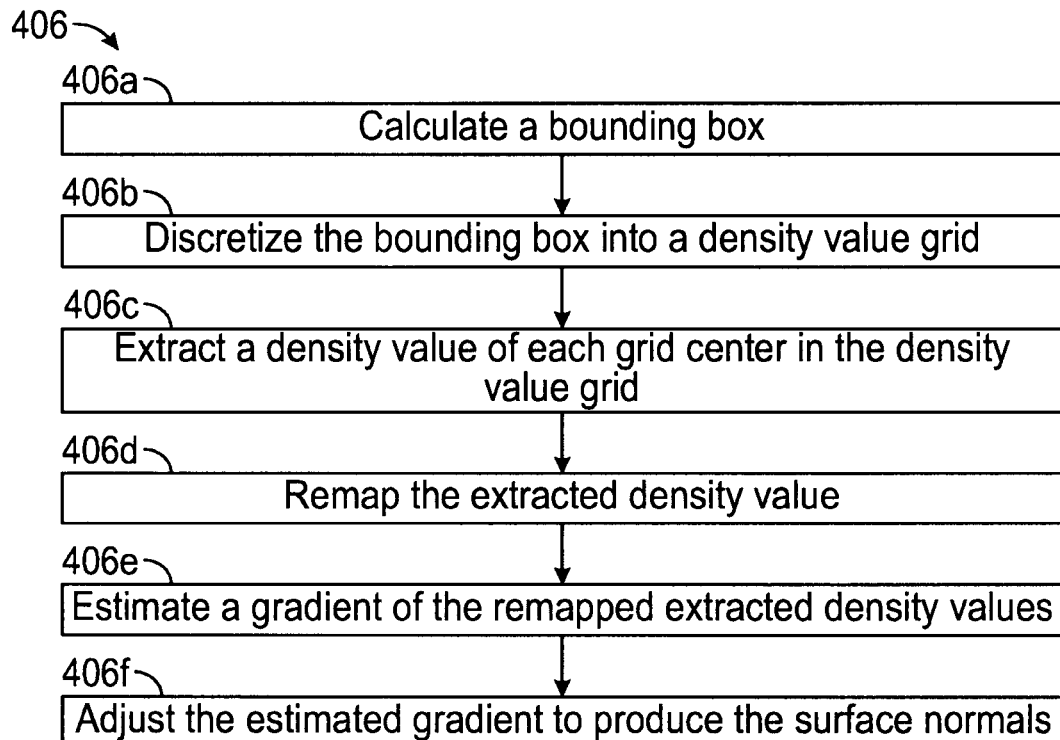 406
406a
Calculate a bounding box
406b
Discretize the bounding box into a density value grid
406c
Extract a density value of each grid center in the density
value grid
406d
Remap the extracted density value
406e
Estimate a gradient of the remapped extracted density values
406f
Adjust the estimated gradient to produce the surface normals